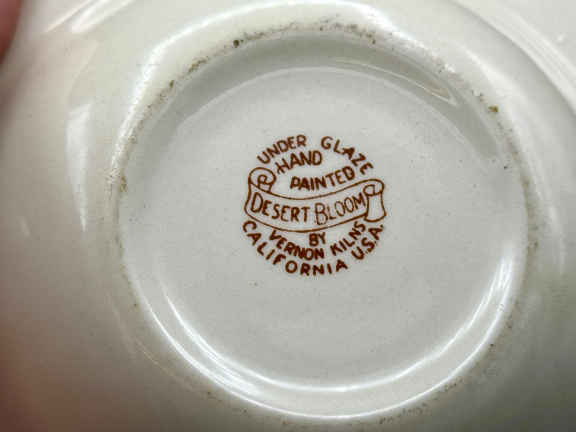 UNDER GLAZE
HAND
PAINTED
DESERT BLOOM
BY
VERNON KILNS
CALIFORNIA U.S.A.